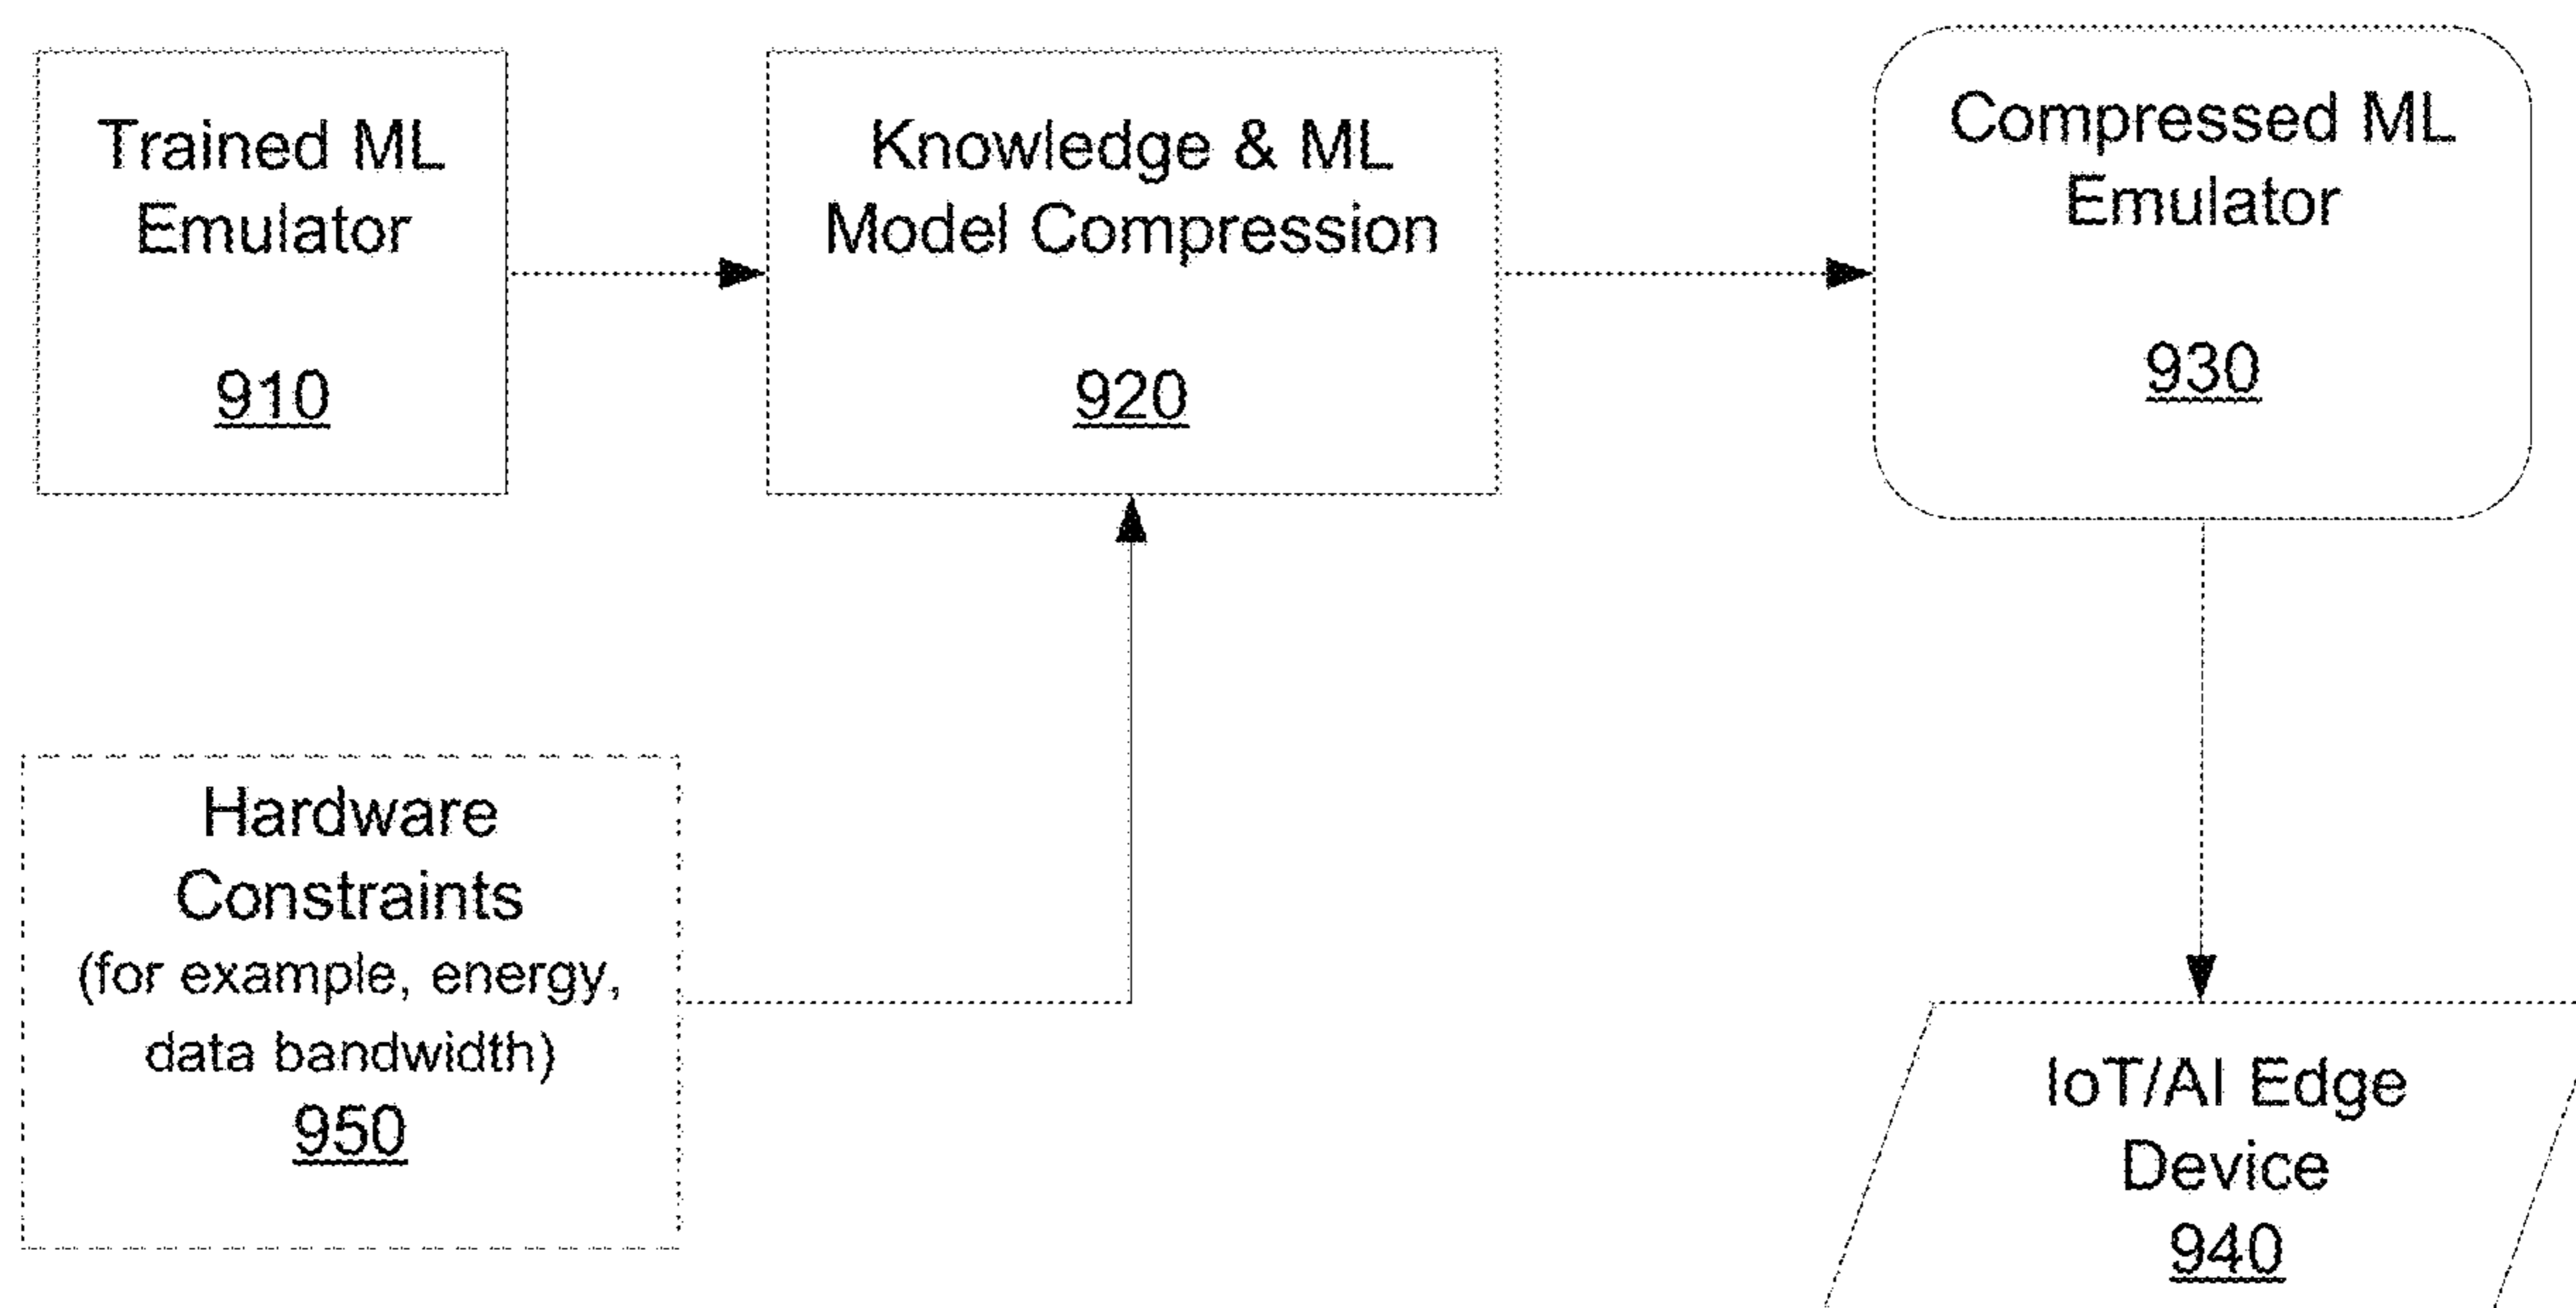 Trained ML
Emulator
910
Knowledge & ML
Model Compression
920
Compressed ML
Emulator
930
Hardware
Constraints
(for example, energy,
data bandwidth)
950
IoT/AI Edge
Device
940